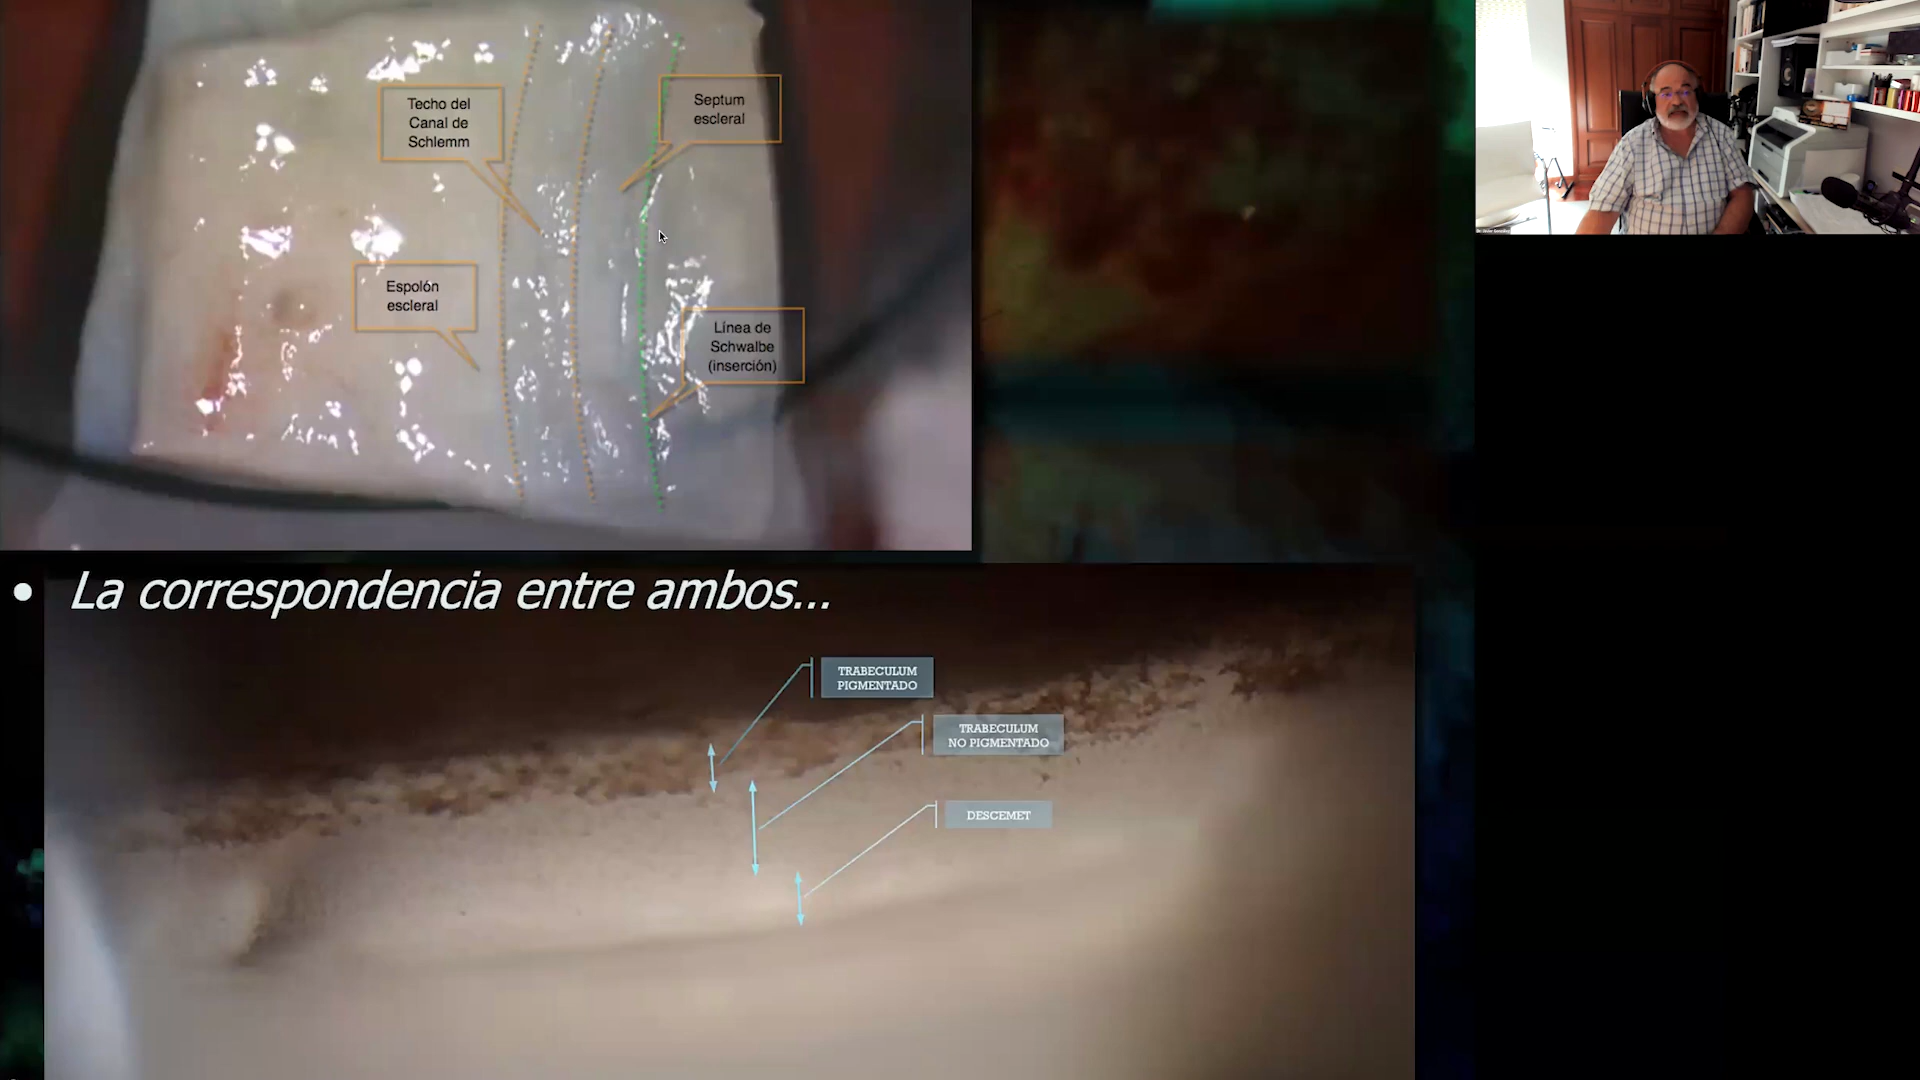 Techo del
Canal de
Schlemm
Septum
escleral
Espolón
escleral
Línea de
Schwalbe
(inserción)
• La correspondencia entre ambos...
TRABECULUM
PIGMENTADO
TRABECULUM
NO PIGMENTADO
DESCEMET